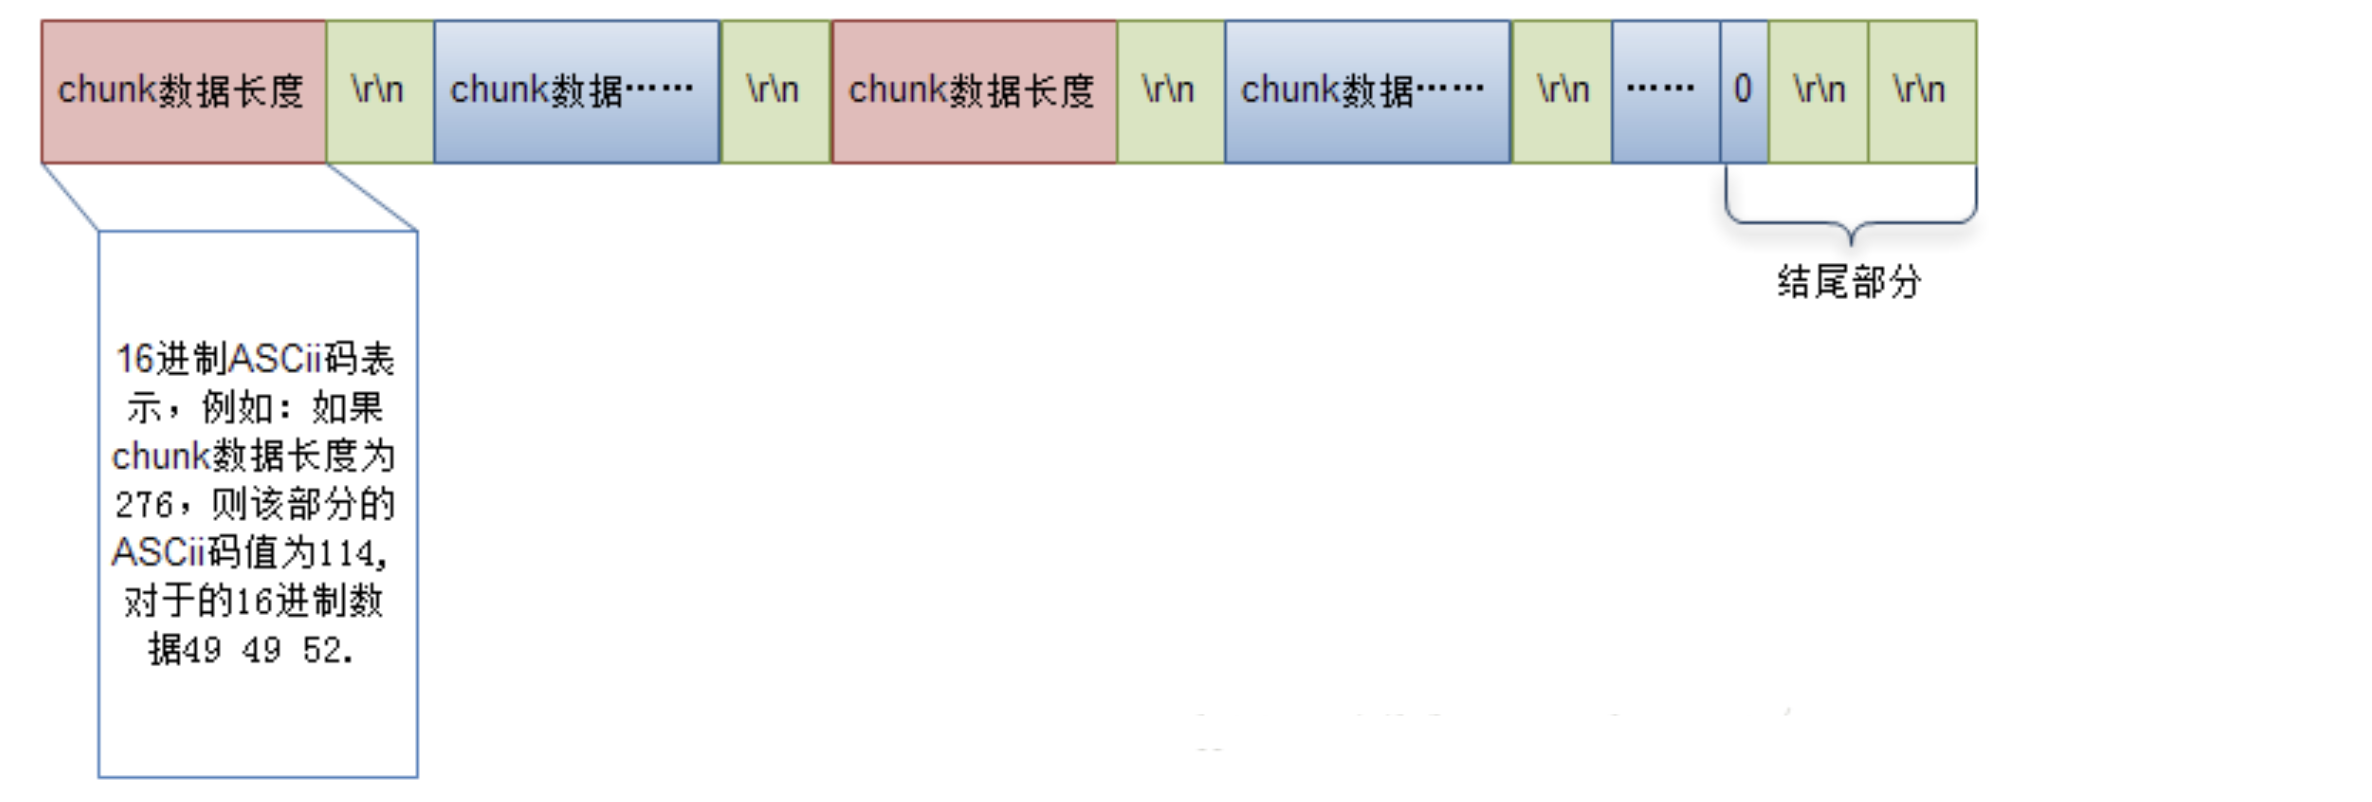 chunk数据长度 \r\n chunk数据…… \r\n chunk数据长度 \r\n chunk数据…… \r\n …… 0 \r\n \r\n
结尾部分
16进制ASCii码表
示，例如：如果
chunk数据长度为
276，则该部分的
ASCii码值为114,
对于的16进制数
据49 49 52.